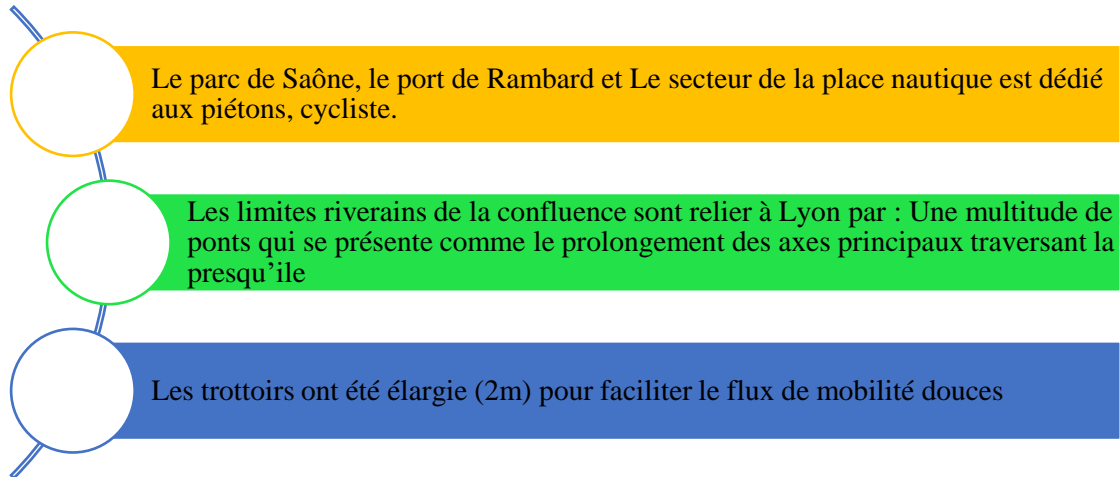 Le parc de Saône, le port de Rambard et Le secteur de la place nautique est dédié
aux piétons, cycliste.
Les limites riverains de la confluence sont relier à Lyon par : Une multitude de
ponts qui se présente comme le prolongement des axes principaux traversant la
presqu’ile
Les trottoirs ont été élargie (2m) pour faciliter le flux de mobilité douces